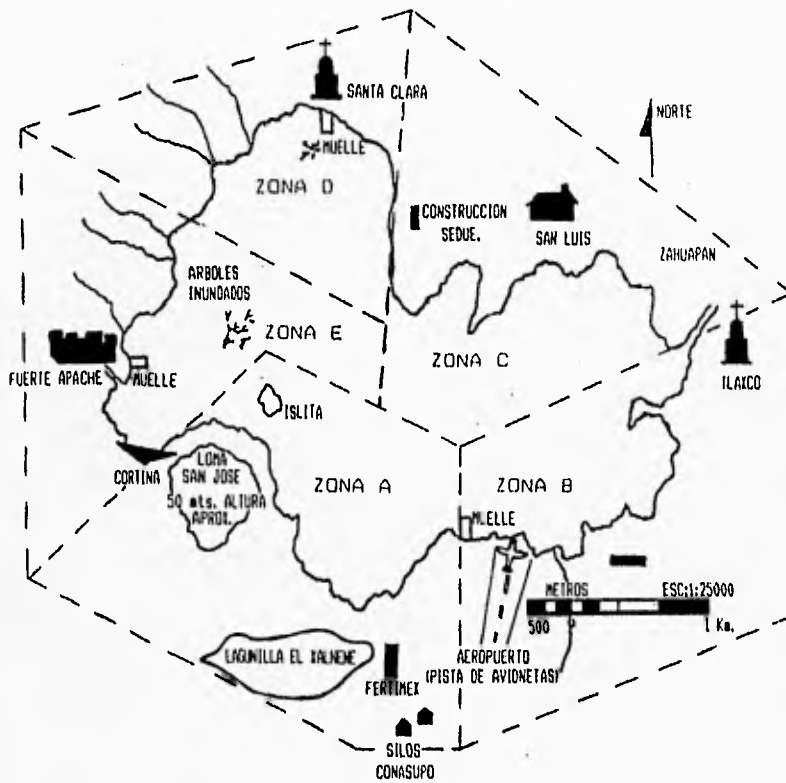 SANTA CLARA
NORTE
MUELLE
ZONA D
CONSTRUCCION
SEDUE.
SAN LUIS
ZAHUAPAN
ARBOLES
INUNDADOS
ZONA E
ZONA C
FUERTE APACHE
MUELLE
TLAXCO
ISLITA
CORTINA
LOMA
SAN JOSE
50 mts. ALTURA
APROX.
ZONA A
ZONA B
MUELLE
METROS
ESC:1:25000
500
0
1 Km.
LAGUNILLA EL XALNENE
FERTIMEX
AEROPUERTO
(PISTA DE AVIONETAS)
SILOS
CONASUPO